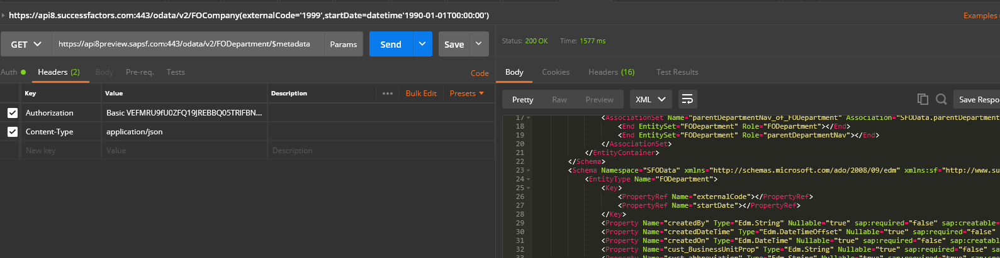 https://api8.successfactors.com:443/odata/v2/FOCompany(externalCode='1999',startDate=datetime'1990-01-01T00:00:00')
Examples
GET https://api8preview.sapsf.com:443/odata/v2/FODepartment/$metadata Params Send Save
Status: 200 OK Time: 1577 ms
Auth Headers (2) Body Pre-req. Tests Code
Body Cookies Headers (16) Test Results
Key Value Description ••• Bulk Edit Presets
Authorization Basic VEFMRU9fU0ZFQ19JREBBQ05TRIFBN...
Content-Type application/json
New key Value Description
Pretty Raw Preview XML Save Respo
17 <AssociationSet Name="parentDepartmentNav_of_FODepartment" Association="SFOData.parentDepartment
18 <End EntitySet="FODepartment" Role="FODepartment"></End>
19 <End EntitySet="FODepartment" Role="parentDepartmentNav"></End>
20 </AssociationSet>
21 </EntityContainer>
22 </Schema>
23 <Schema Namespace="SFOData" xmlns="http://schemas.microsoft.com/ado/2008/09/edm" xmlns:sf="http://www.su
24 <EntityType Name="FODepartment">
25 <Key>
26 <PropertyRef Name="externalCode"></PropertyRef>
27 <PropertyRef Name="startDate"></PropertyRef>
28 </Key>
29 <Property Name="createdBy" Type="Edm.String" Nullable="true" sap:required="false" sap:creatable=
30 <Property Name="createdDateTime" Type="Edm.DateTimeOffset" Nullable="true" sap:required="false"
31 <Property Name="createdOn" Type="Edm.DateTime" Nullable="true" sap:required="false" sap:creatabl
32 <Property Name="cust_BusinessUnitProp" Type="Edm.String" Nullable="true" sap:required="false" sa